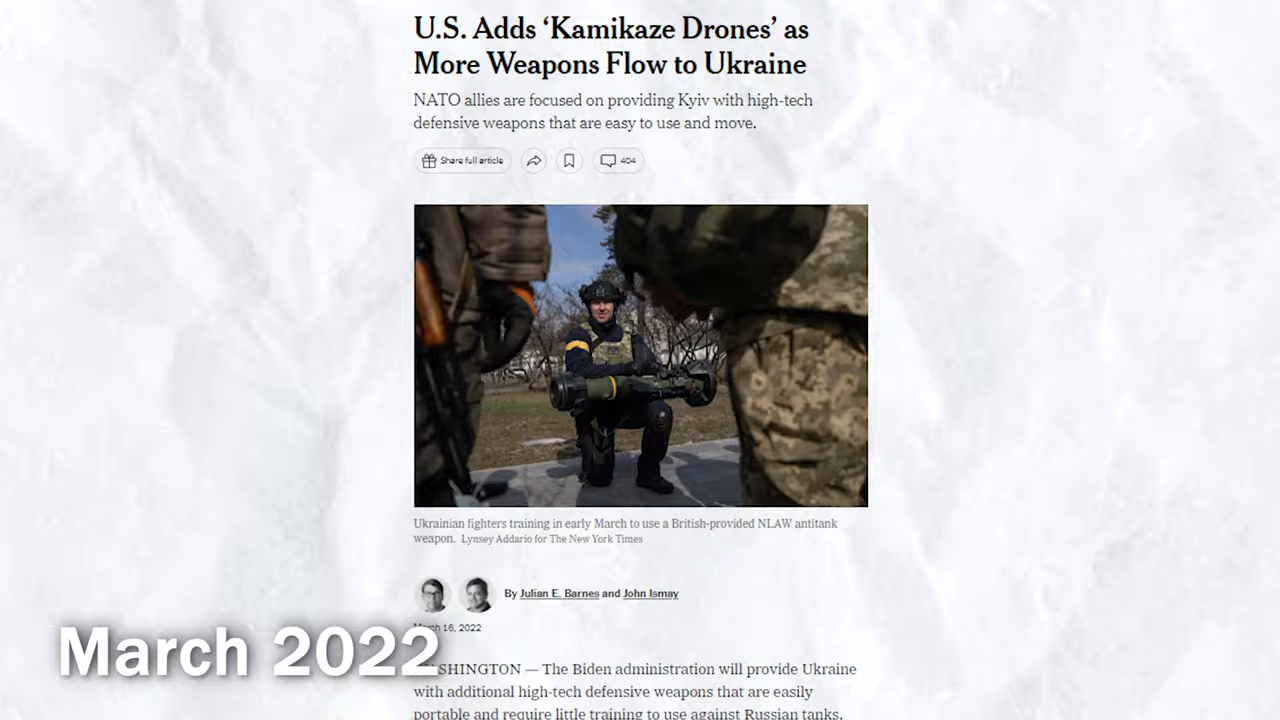 U.S. Adds ‘Kamikaze Drones’ as
More Weapons Flow to Ukraine
NATO allies are focused on providing Kyiv with high-tech
defensive weapons that are easy to use and move.
Share full article
404
Ukrainian fighters training in early March to use a British-provided NLAW antitank
weapon. Lynsey Addario for The New York Times
By Julian E. Barnes and John Ismay
March 16, 2022
March 2022
WASHINGTON — The Biden administration will provide Ukraine
with additional high-tech defensive weapons that are easily
portable and require little training to use against Russian tanks,